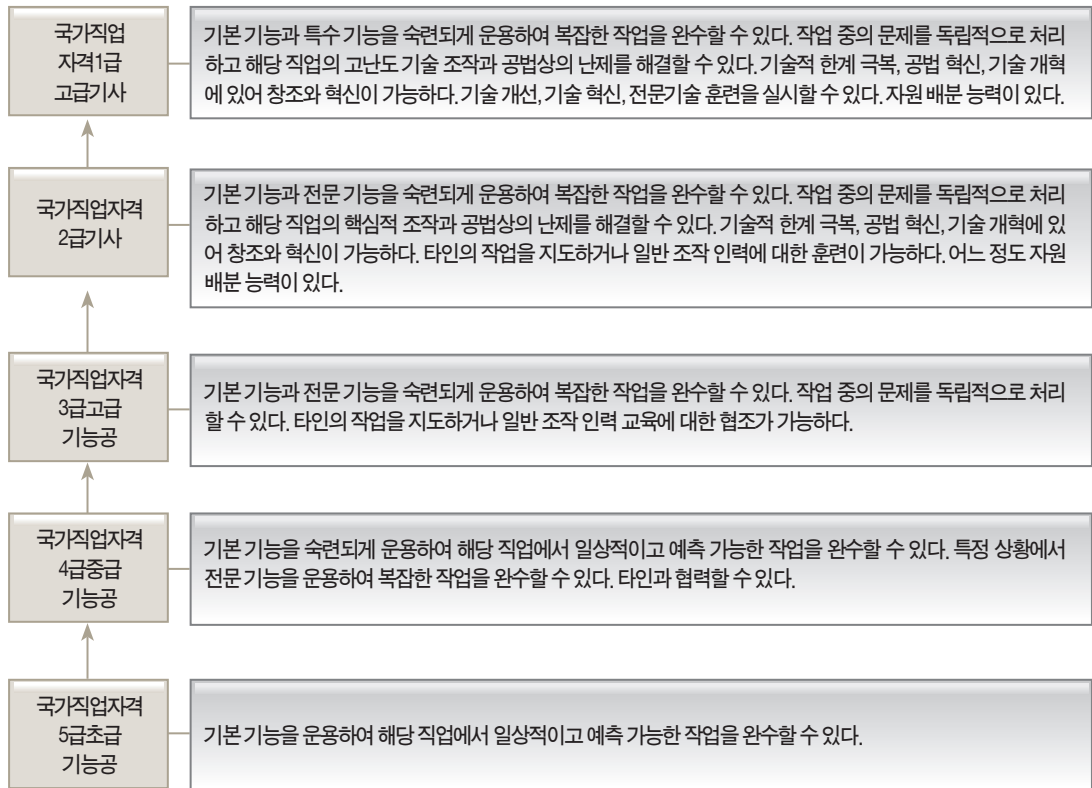 국가직업
자격1급
고급기사
기본 기능과 특수 기능을 숙련되게 운용하여 복잡한 작업을 완수할 수 있다. 작업 중의 문제를 독립적으로 처리
하고 해당 직업의 고난도 기술 조작과 공법상의 난제를 해결할 수 있다. 기술적 한계 극복, 공법 혁신, 기술 개혁
에 있어 창조와 혁신이 가능하다. 기술 개선, 기술 혁신, 전문기술 훈련을 실시할 수 있다. 자원 배분 능력이 있다.
국가직업자격
2급기사
기본 기능과 전문 기능을 숙련되게 운용하여 복잡한 작업을 완수할 수 있다. 작업 중의 문제를 독립적으로 처리
하고 해당 직업의 핵심적 조작과 공법상의 난제를 해결할 수 있다. 기술적 한계 극복, 공법 혁신, 기술 개혁에 있
어 창조와 혁신이 가능하다. 타인의 작업을 지도하거나 일반 조작 인력에 대한 훈련이 가능하다. 어느 정도 자원
배분 능력이 있다.
국가직업자격
3급고급
기능공
기본 기능과 전문 기능을 숙련되게 운용하여 복잡한 작업을 완수할 수 있다. 작업 중의 문제를 독립적으로 처리
할 수 있다. 타인의 작업을 지도하거나 일반 조작 인력 교육에 대한 협조가 가능하다.
국가직업자격
4급중급
기능공
기본 기능을 숙련되게 운용하여 해당 직업에서 일상적이고 예측 가능한 작업을 완수할 수 있다. 특정 상황에서
전문 기능을 운용하여 복잡한 작업을 완수할 수 있다. 타인과 협력할 수 있다.
국가직업자격
5급초급
기능공
기본 기능을 운용하여 해당 직업에서 일상적이고 예측 가능한 작업을 완수할 수 있다.